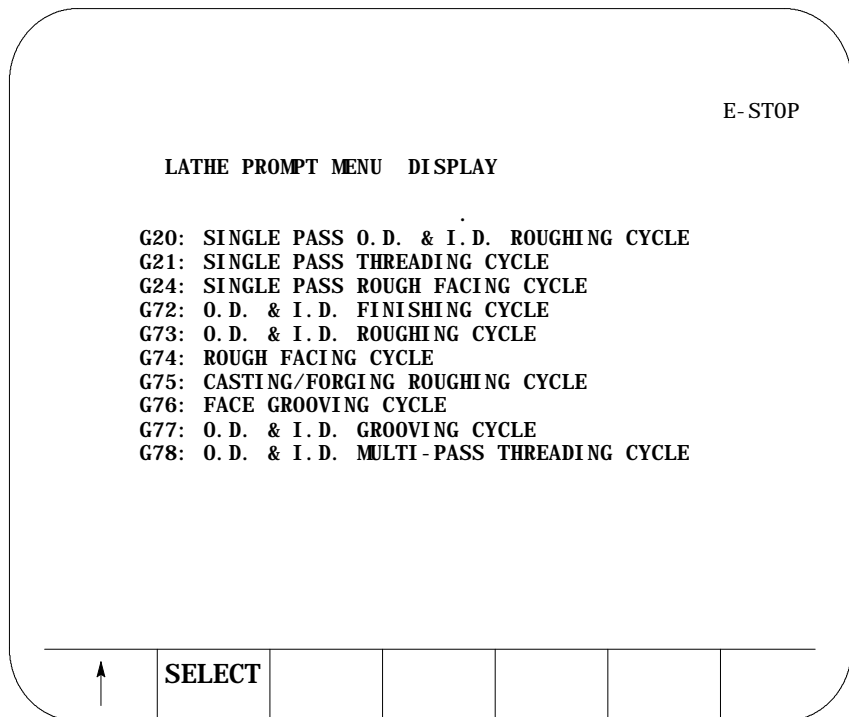 E-STOP
LATHE PROMPT MENU DISPLAY
.
G20: SINGLE PASS O.D. & I.D. ROUGHING CYCLE
G21: SINGLE PASS THREADING CYCLE
G24: SINGLE PASS ROUGH FACING CYCLE
G72: O.D. & I.D. FINISHING CYCLE
G73: O.D. & I.D. ROUGHING CYCLE
G74: ROUGH FACING CYCLE
G75: CASTING/FORGING ROUGHING CYCLE
G76: FACE GROOVING CYCLE
G77: O.D. & I.D. GROOVING CYCLE
G78: O.D. & I.D. MULTI-PASS THREADING CYCLE
SELECT